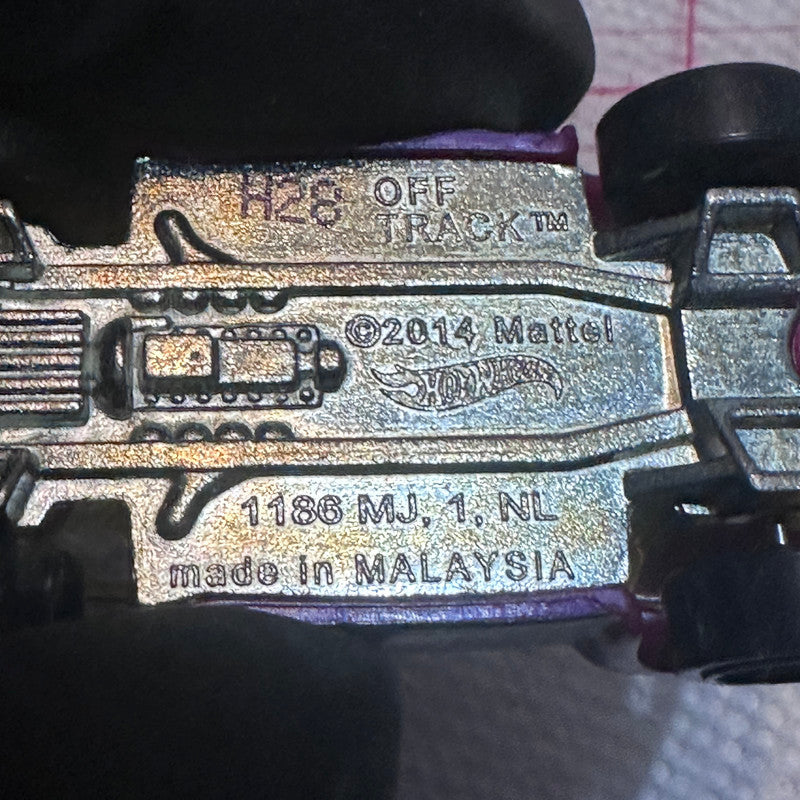 H28 OFF
TRACK™
©2014 Mattel
HOT WHEELS
1186 MJ, 1, NL
made in MALAYSIA